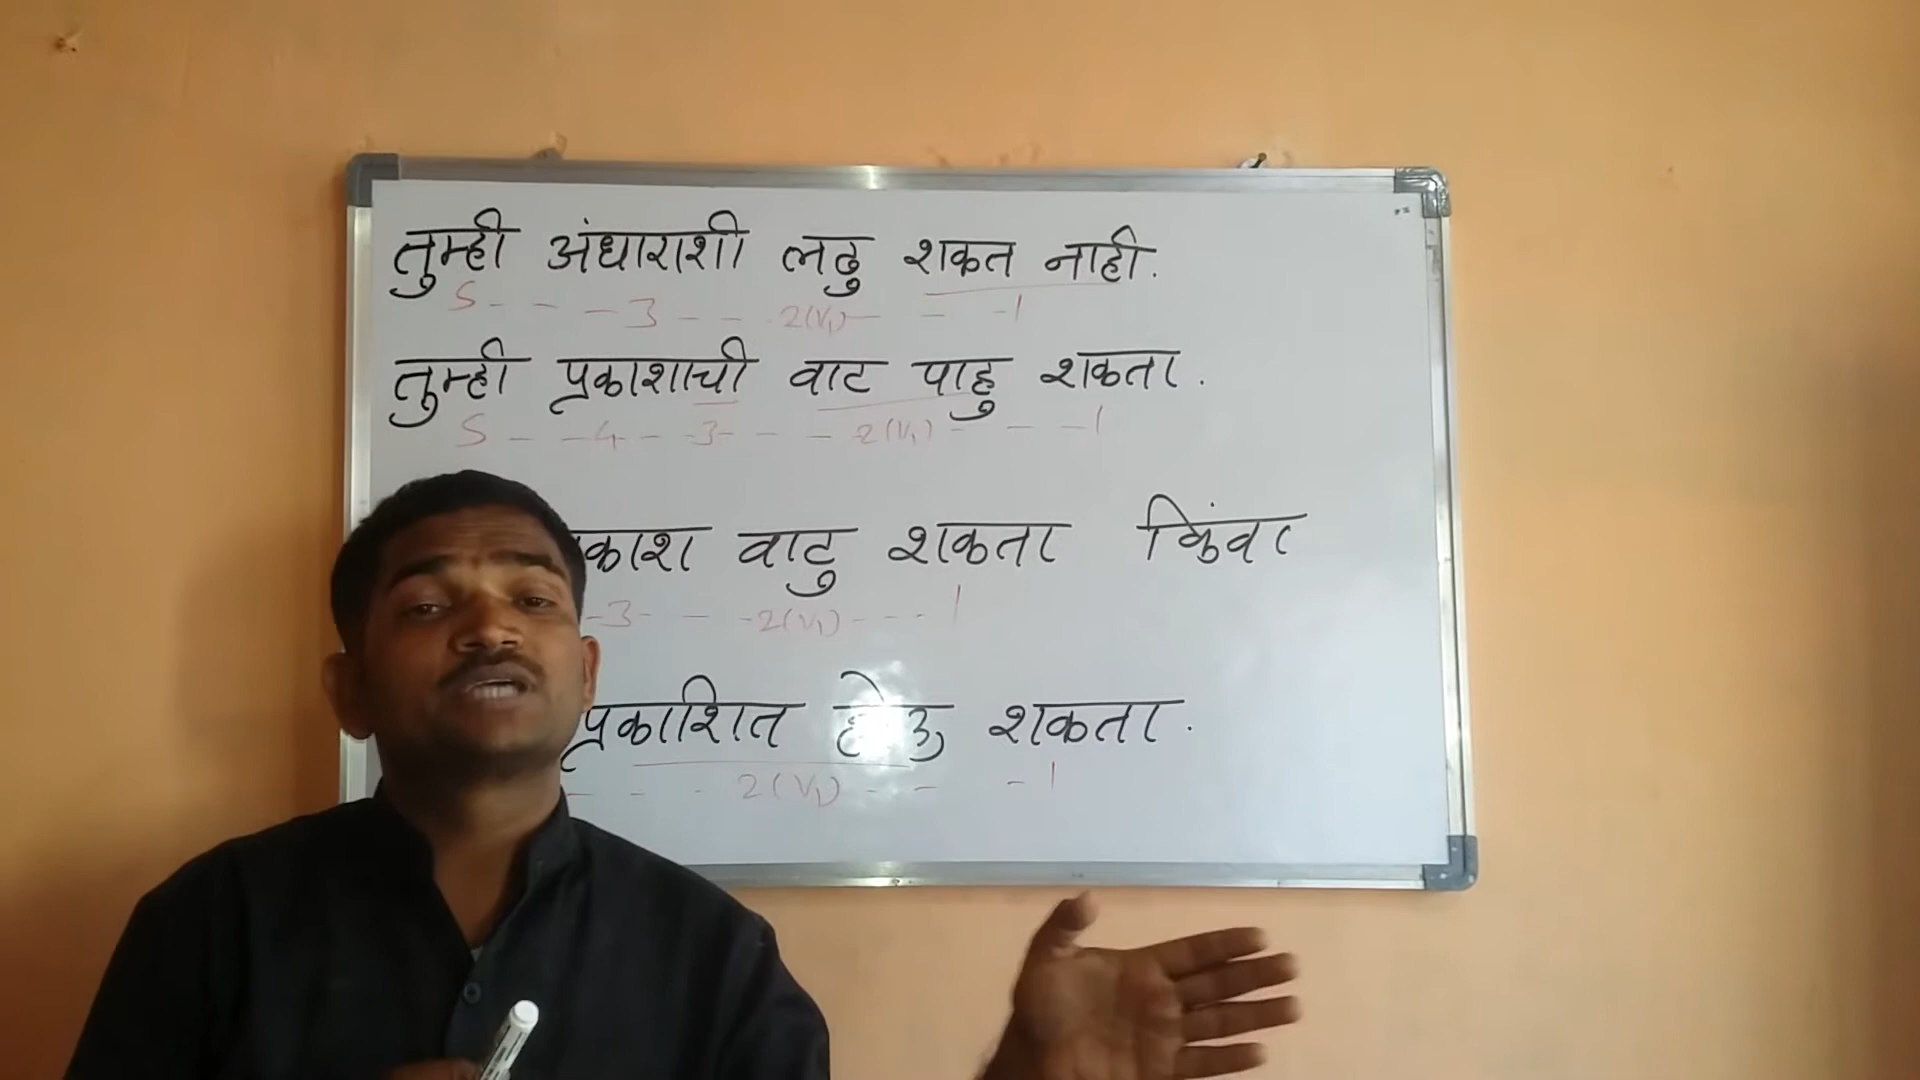 तुम्ही अंधाराशी लढु शकत नाही.
S - - - 3 - - 2(V1) - - - 1
तुम्ही प्रकाशाची वाट पाहु शकता.
S - - 4 - 3 - - - 2(V1) - - - 1
वाटु शकता किंवा
- 3 - - - 2(V1) - - - 1
प्रकाशित होऊ शकता.
- - - 2(V1) - - - 1